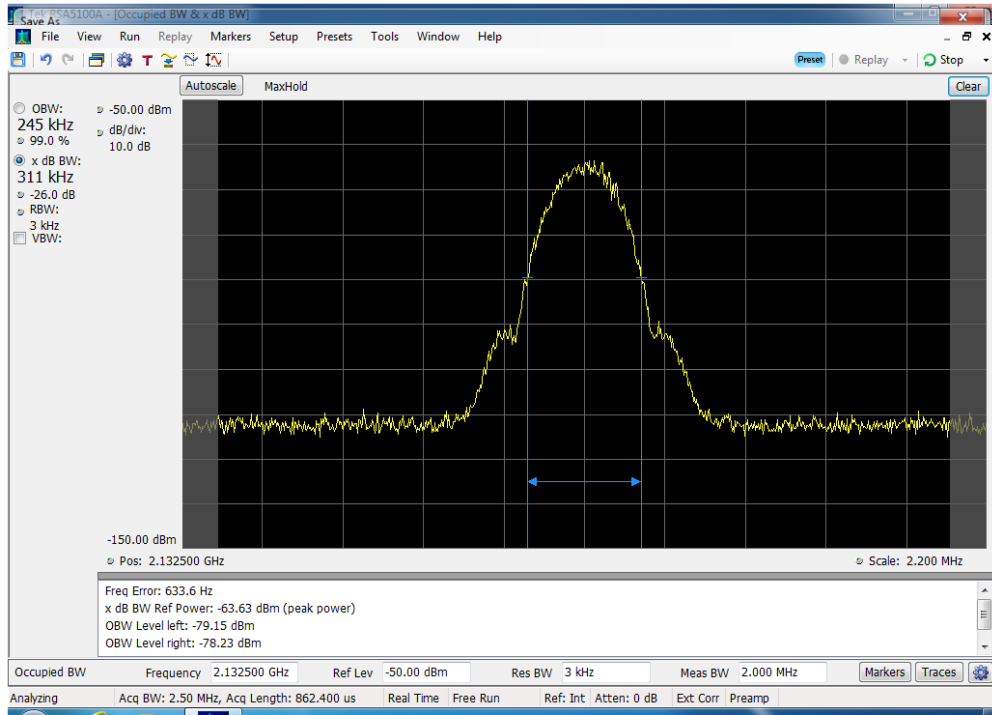 Tek RSA5100A - [Occupied BW & x dB BW]
Save As
File View Run Replay Markers Setup Presets Tools Window Help
T Preset Replay Stop
Autoscale MaxHold Clear
OBW:
245 kHz
99.0 %
x dB BW:
311 kHz
-26.0 dB
RBW:
3 kHz
VBW:
-50.00 dBm
dB/div:
10.0 dB
-150.00 dBm
Pos: 2.132500 GHz Scale: 2.200 MHz
Freq Error: 633.6 Hz
x dB BW Ref Power: -63.63 dBm (peak power)
OBW Level left: -79.15 dBm
OBW Level right: -78.23 dBm
Occupied BW Frequency 2.132500 GHz Ref Lev -50.00 dBm Res BW 3 kHz Meas BW 2.000 MHz Markers Traces
Analyzing Acq BW: 2.50 MHz, Acq Length: 862.400 us Real Time Free Run Ref: Int Atten: 0 dB Ext Corr Preamp